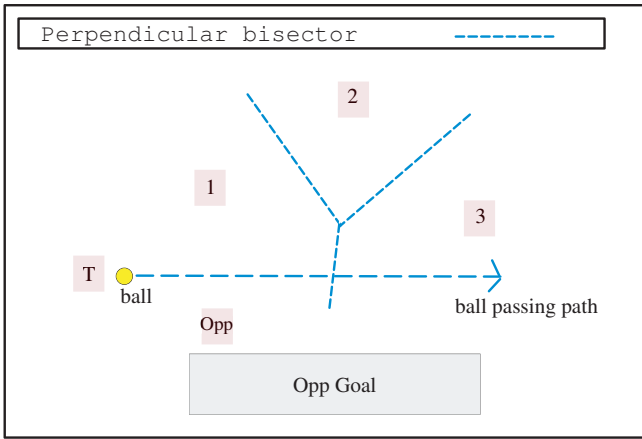 Perpendicular bisector
2
1
3
T
ball
ball passing path
Opp
Opp Goal